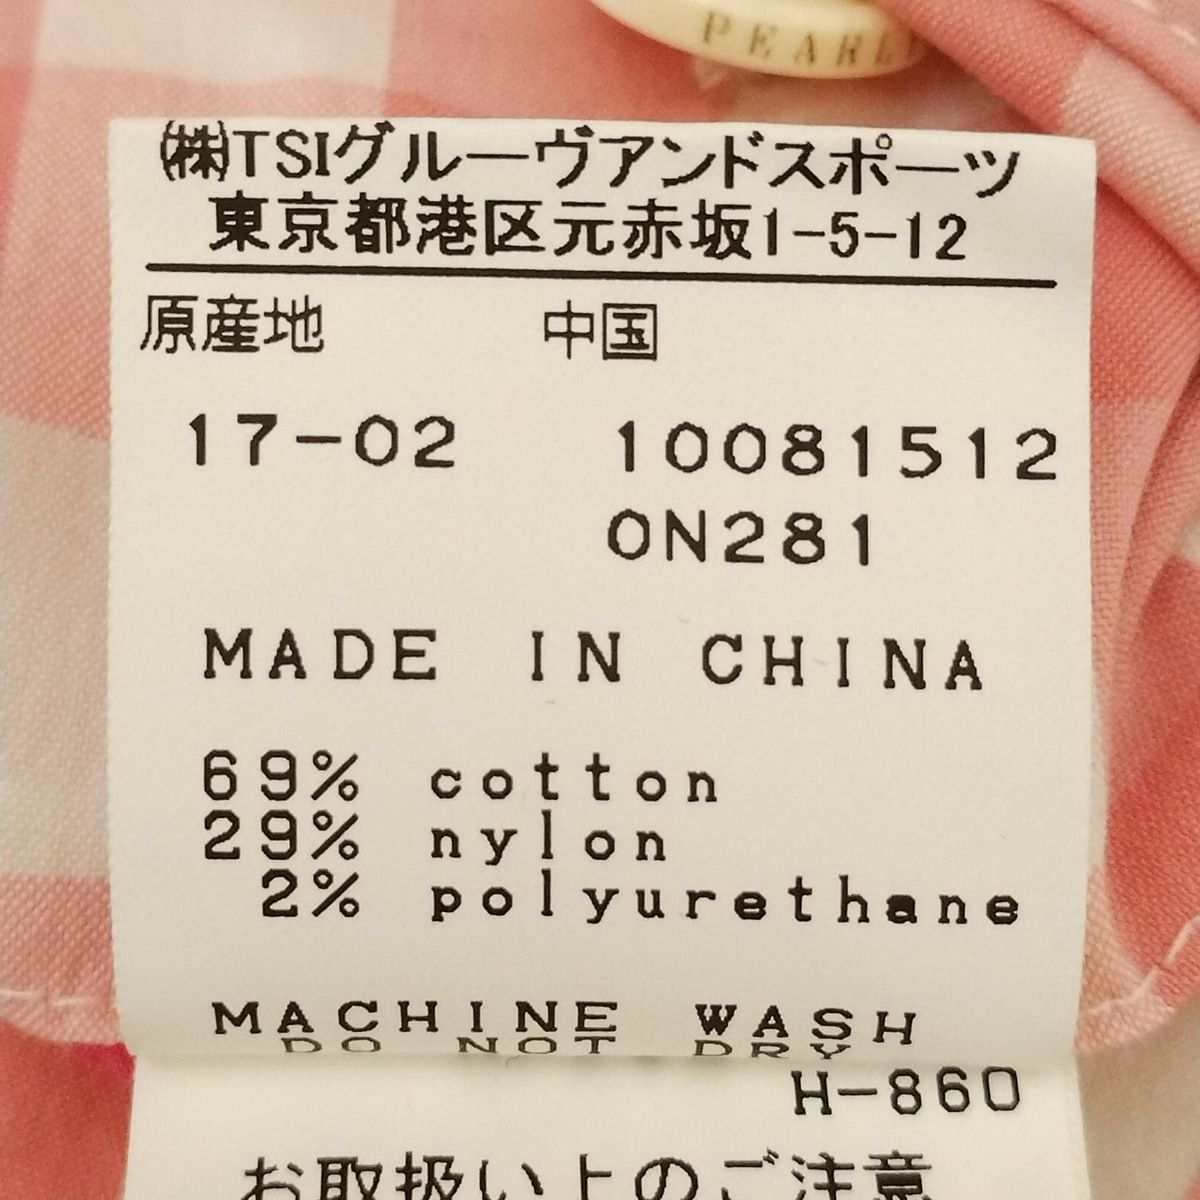 PEARLY
㈱TSIグルーヴアンドスポーツ
東京都港区元赤坂1-5-12
原産地 中国
17-02 10081512
0N281
MADE IN CHINA
69% cotton
29% nylon
2% polyurethane
MACHINE WASH
DO NOT DRY
H-860
お取扱い上のご注意